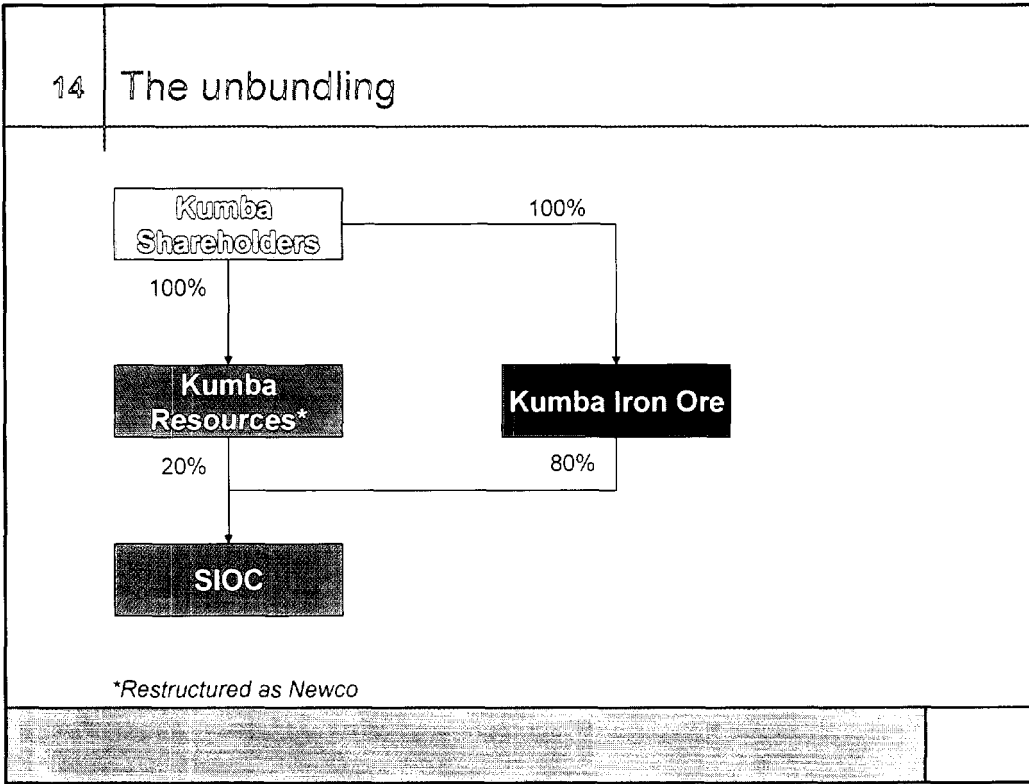 14
The unbundling
Kumba
Shareholders
100%
100%
Kumba
Resources*
Kumba Iron Ore
20%
80%
SIOC
*Restructured as Newco